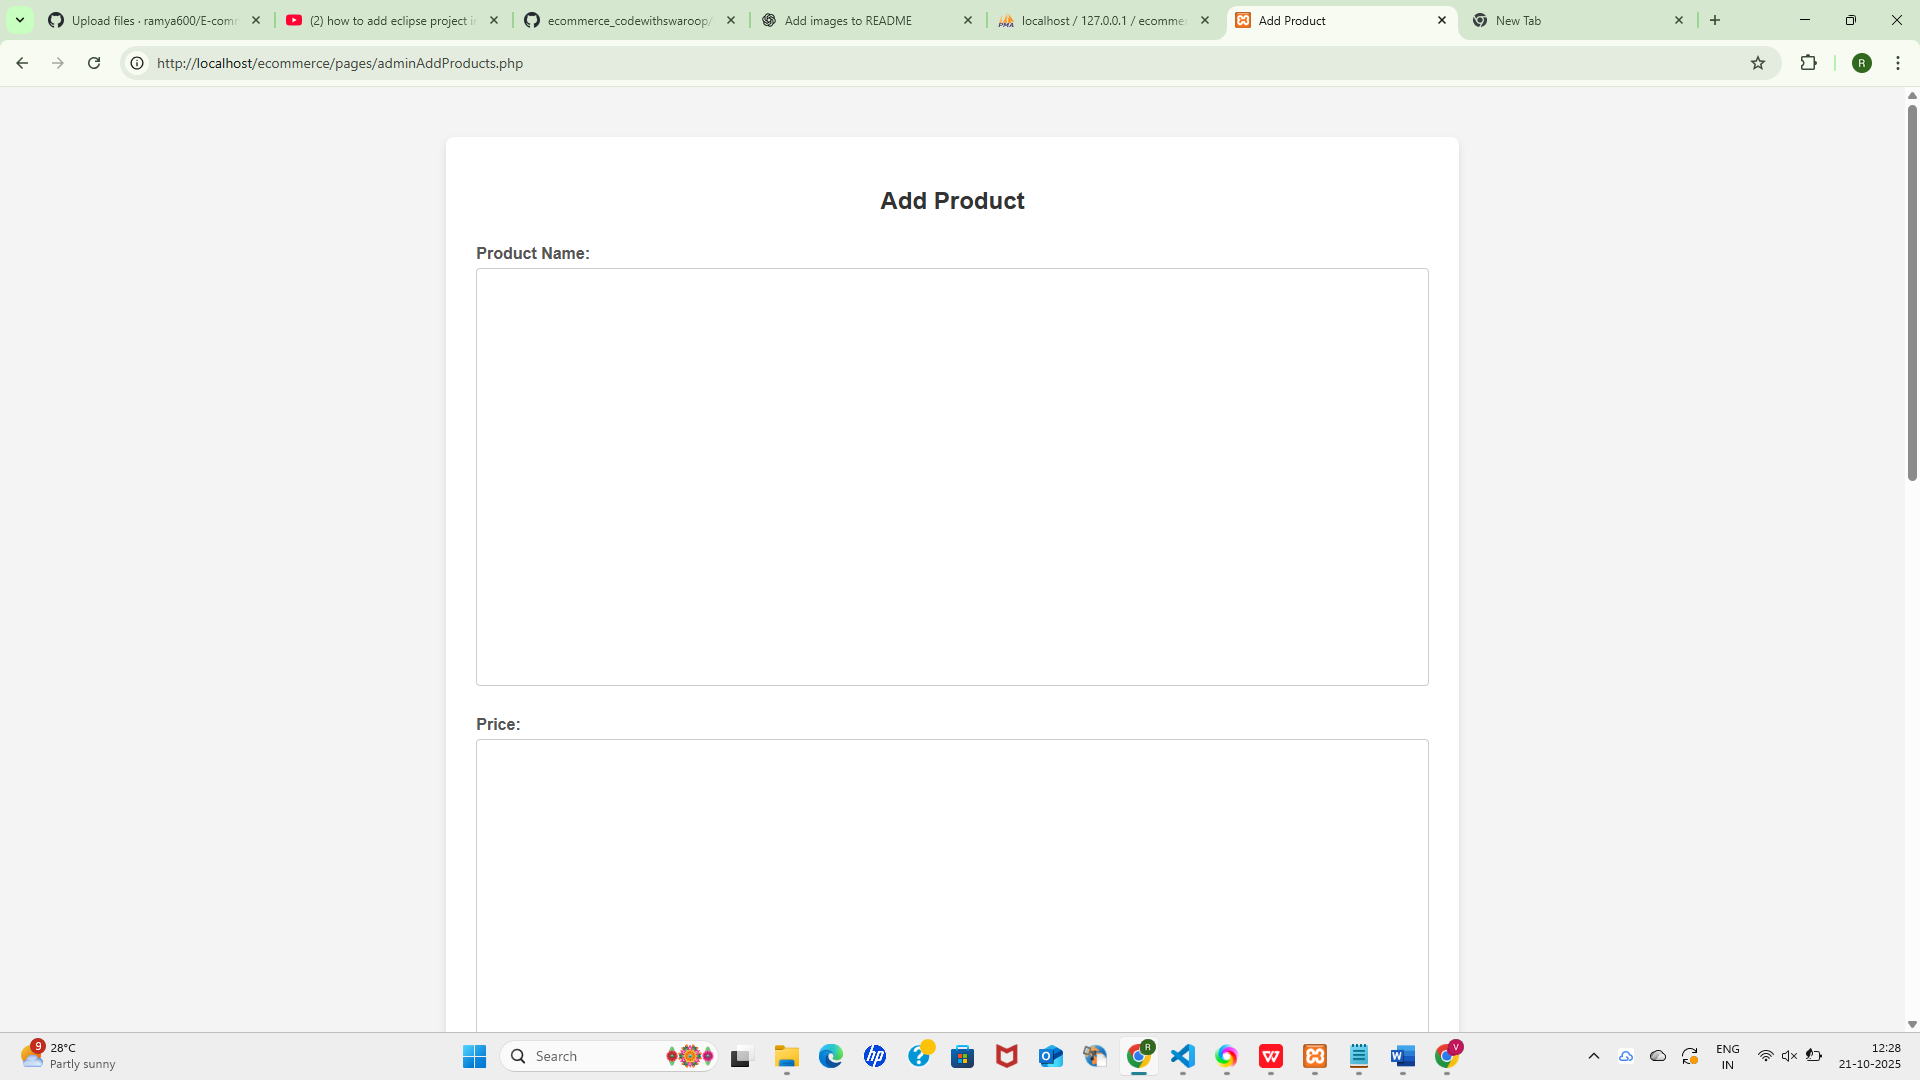 Upload files · ramya600/E-comm
(2) how to add eclipse project i
ecommerce_codewithswaroop/
Add images to README
localhost / 127.0.0.1 / ecomme
Add Product
New Tab
http://localhost/ecommerce/pages/adminAddProducts.php
R
Add Product
Product Name:
Price:
9
28°C
Partly sunny
Search
R
V
ENG
IN
12:28
21-10-2025